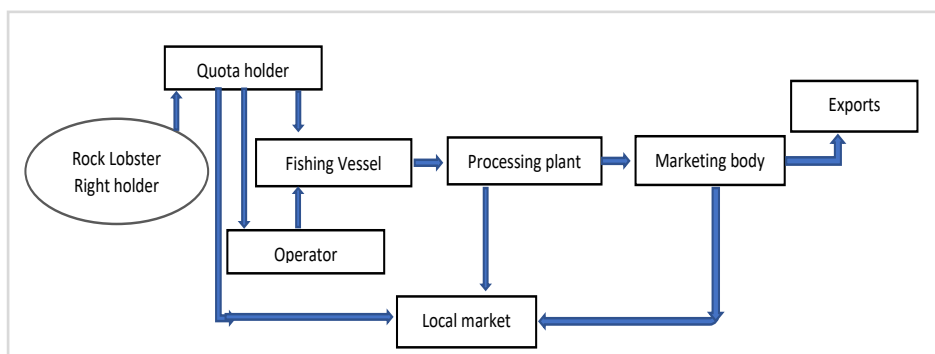 Quota holder
Exports
Rock Lobster
Right holder
Fishing Vessel
Processing plant
Marketing body
Operator
Local market